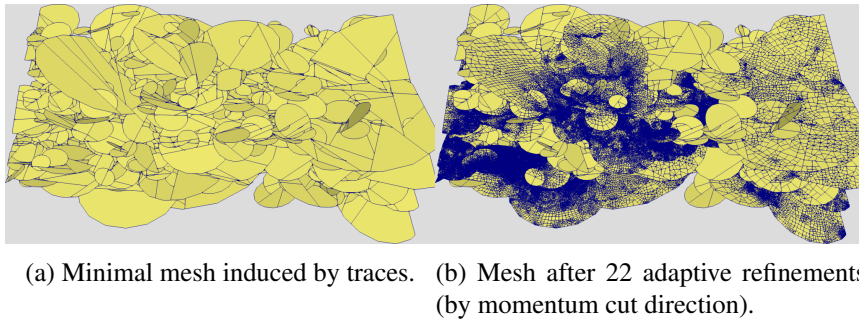 (a) Minimal mesh induced by traces.
(b) Mesh after 22 adaptive refinements
(by momentum cut direction).